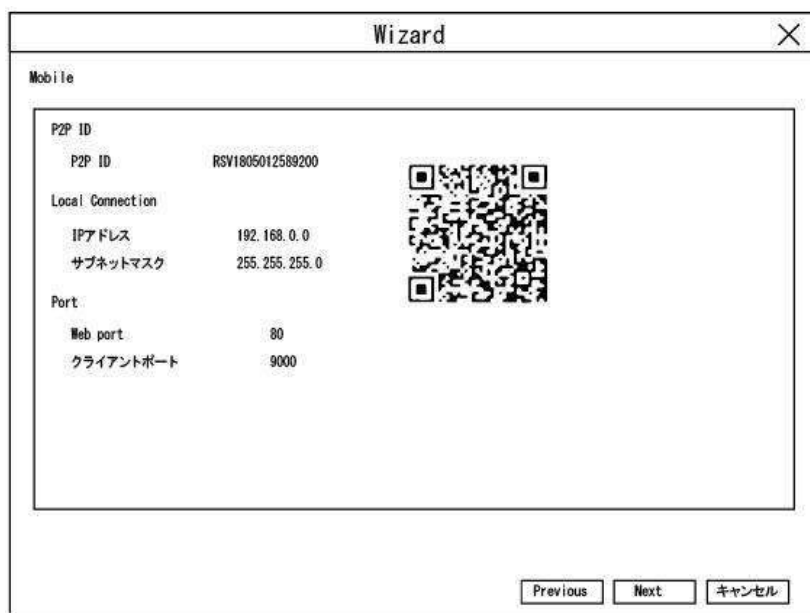 Wizard
Mobile
P2P ID
P2P ID RSV1805012589200
Local Connection
IPアドレス 192.168.0.0
サブネットマスク 255.255.255.0
Port
Web port 80
クライアントポート 9000
Previous Next キャンセル